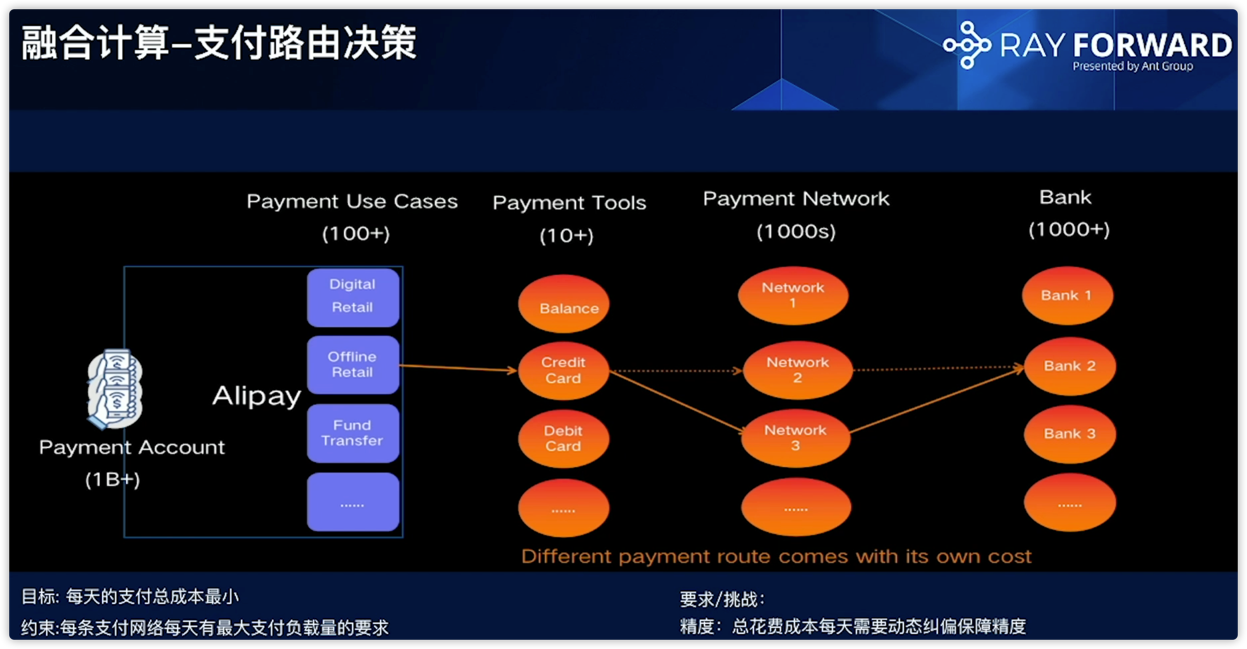 融合计算–支付路由决策
RAY FORWARD
Presented by Ant Group
Payment Use Cases
(100+)
Payment Tools
(10+)
Payment Network
(1000s)
Bank
(1000+)
Payment Account
(1B+)
Alipay
Digital
Retail
Offline
Retail
Fund
Transfer
......
Balance
Credit
Card
Debit
Card
......
Network
1
Network
2
Network
3
......
Bank 1
Bank 2
Bank 3
......
Different payment route comes with its own cost
目标: 每天的支付总成本最小
约束:每条支付网络每天有最大支付负载量的要求
要求/挑战：
精度：总花费成本每天需要动态纠偏保障精度